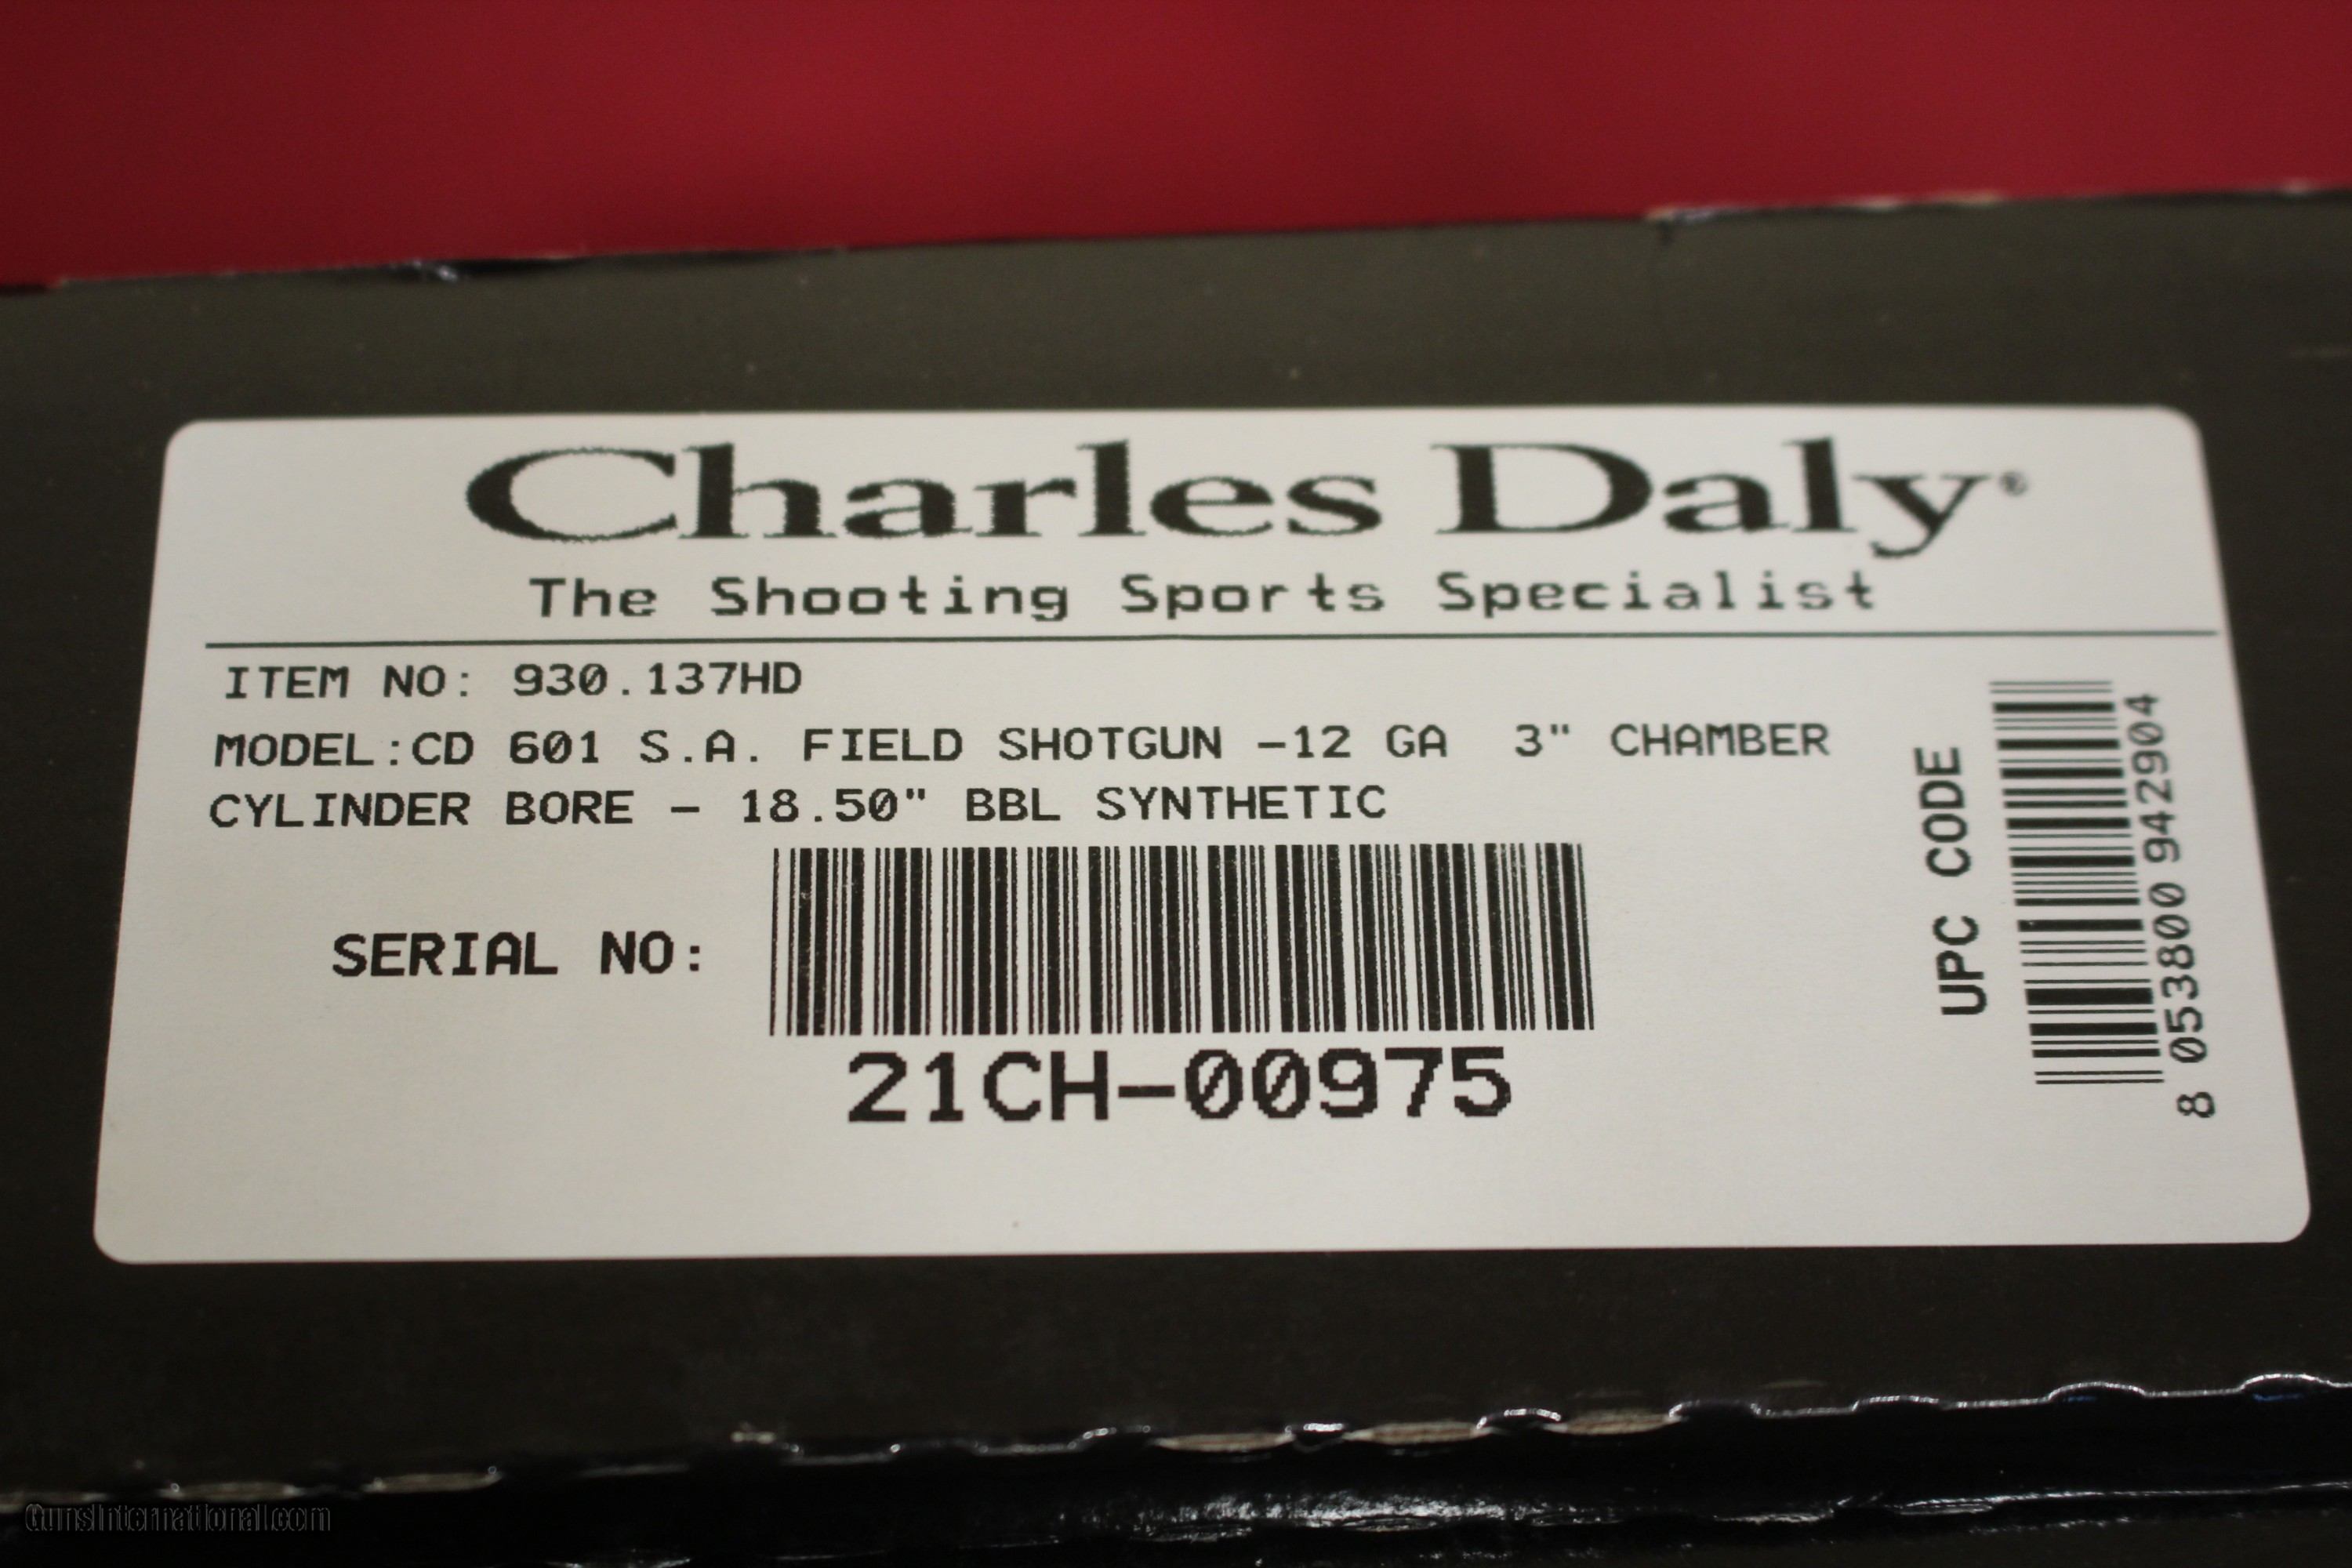 Charles Daly®
The Shooting Sports Specialist
ITEM NO: 930.137HD
MODEL:CD 601 S.A. FIELD SHOTGUN -12 GA 3" CHAMBER
CYLINDER BORE - 18.50" BBL SYNTHETIC
SERIAL NO:
21CH-00975
UPC CODE
8 053800 942904
GunsInternational.com